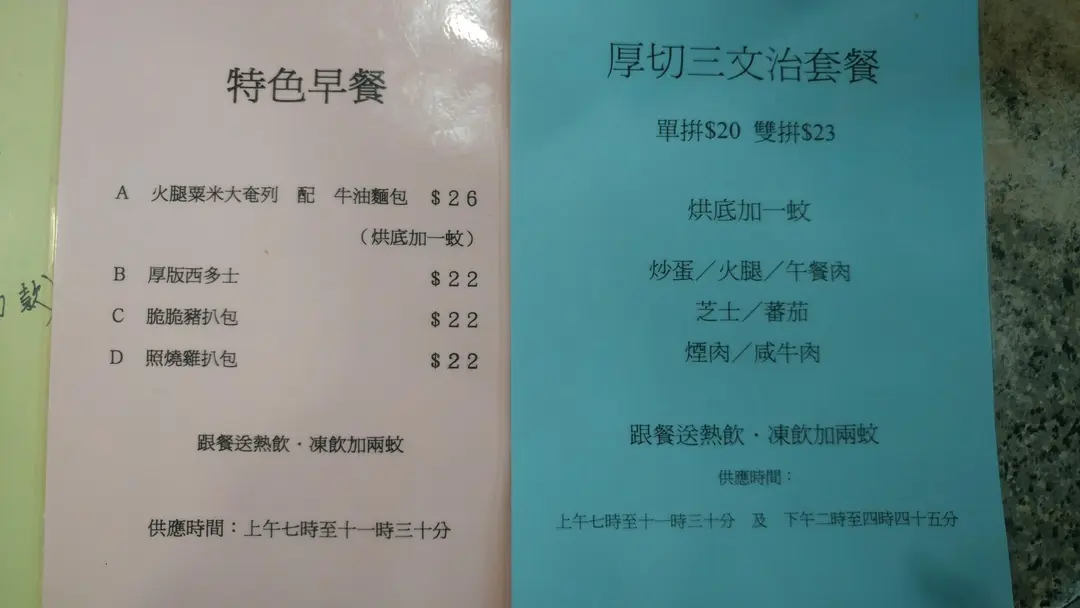 款)
特色早餐
A 火腿粟米大奄列 配 牛油麵包 $26
(烘底加一蚊)
B 厚版西多士 $22
C 脆脆豬扒包 $22
D 照燒雞扒包 $22
跟餐送熱飲．凍飲加兩蚊
供應時間：上午七時至十一時三十分
厚切三文治套餐
單拚$20 雙拚$23
烘底加一蚊
炒蛋／火腿／午餐肉
芝士／蕃茄
煙肉／咸牛肉
跟餐送熱飲．凍飲加兩蚊
供應時間：
上午七時至十一時三十分 及 下午二時至四時四十五分